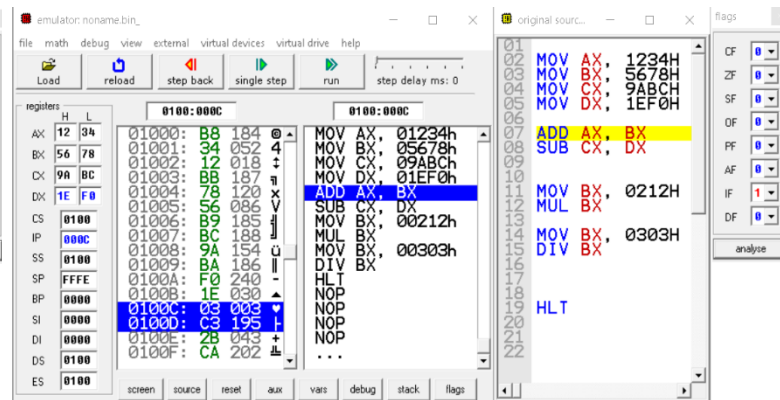 emulator: noname.bin_
file math debug view external virtual devices virtual drive help
Load reload step back single step run step delay ms: 0
registers
H L
AX 12 34
BX 56 78
CX 9A BC
DX 1E F0
CS 0100
IP 000C
SS 0100
SP FFFE
BP 0000
SI 0000
DI 0000
DS 0100
ES 0100
0100:000C
01000: B8 184 ©
01001: 34 052 4
01002: 12 018 ↕
01003: BB 187 ╗
01004: 78 120 x
01005: 56 086 V
01006: B9 185 ╣
01007: BC 188 ╝
01008: 9A 154 ü
01009: BA 186 ║
0100A: F0 240 -
0100B: 1E 030 ▲
0100C: 03 003 ♥
0100D: C3 195 ├
0100E: 2B 043 +
0100F: CA 202 ╩
0100:000C
MOV AX, 01234h
MOV BX, 05678h
MOV CX, 09ABCh
MOV DX, 01EF0h
ADD AX, BX
SUB CX, DX
MOV BX, 00212h
MUL BX
MOV BX, 00303h
DIV BX
HLT
NOP
NOP
NOP
NOP
...
screen source reset aux vars debug stack flags
original sourc...
01
02 MOV AX, 1234H
03 MOV BX, 5678H
04 MOV CX, 9ABCH
05 MOV DX, 1EF0H
06
07 ADD AX, BX
08 SUB CX, DX
09
10
11 MOV BX, 0212H
12 MUL BX
13
14 MOV BX, 0303H
15 DIV BX
16
17
18
19 HLT
20
21
22
flags
CF 0
ZF 0
SF 0
OF 0
PF 0
AF 0
IF 1
DF 0
analyse